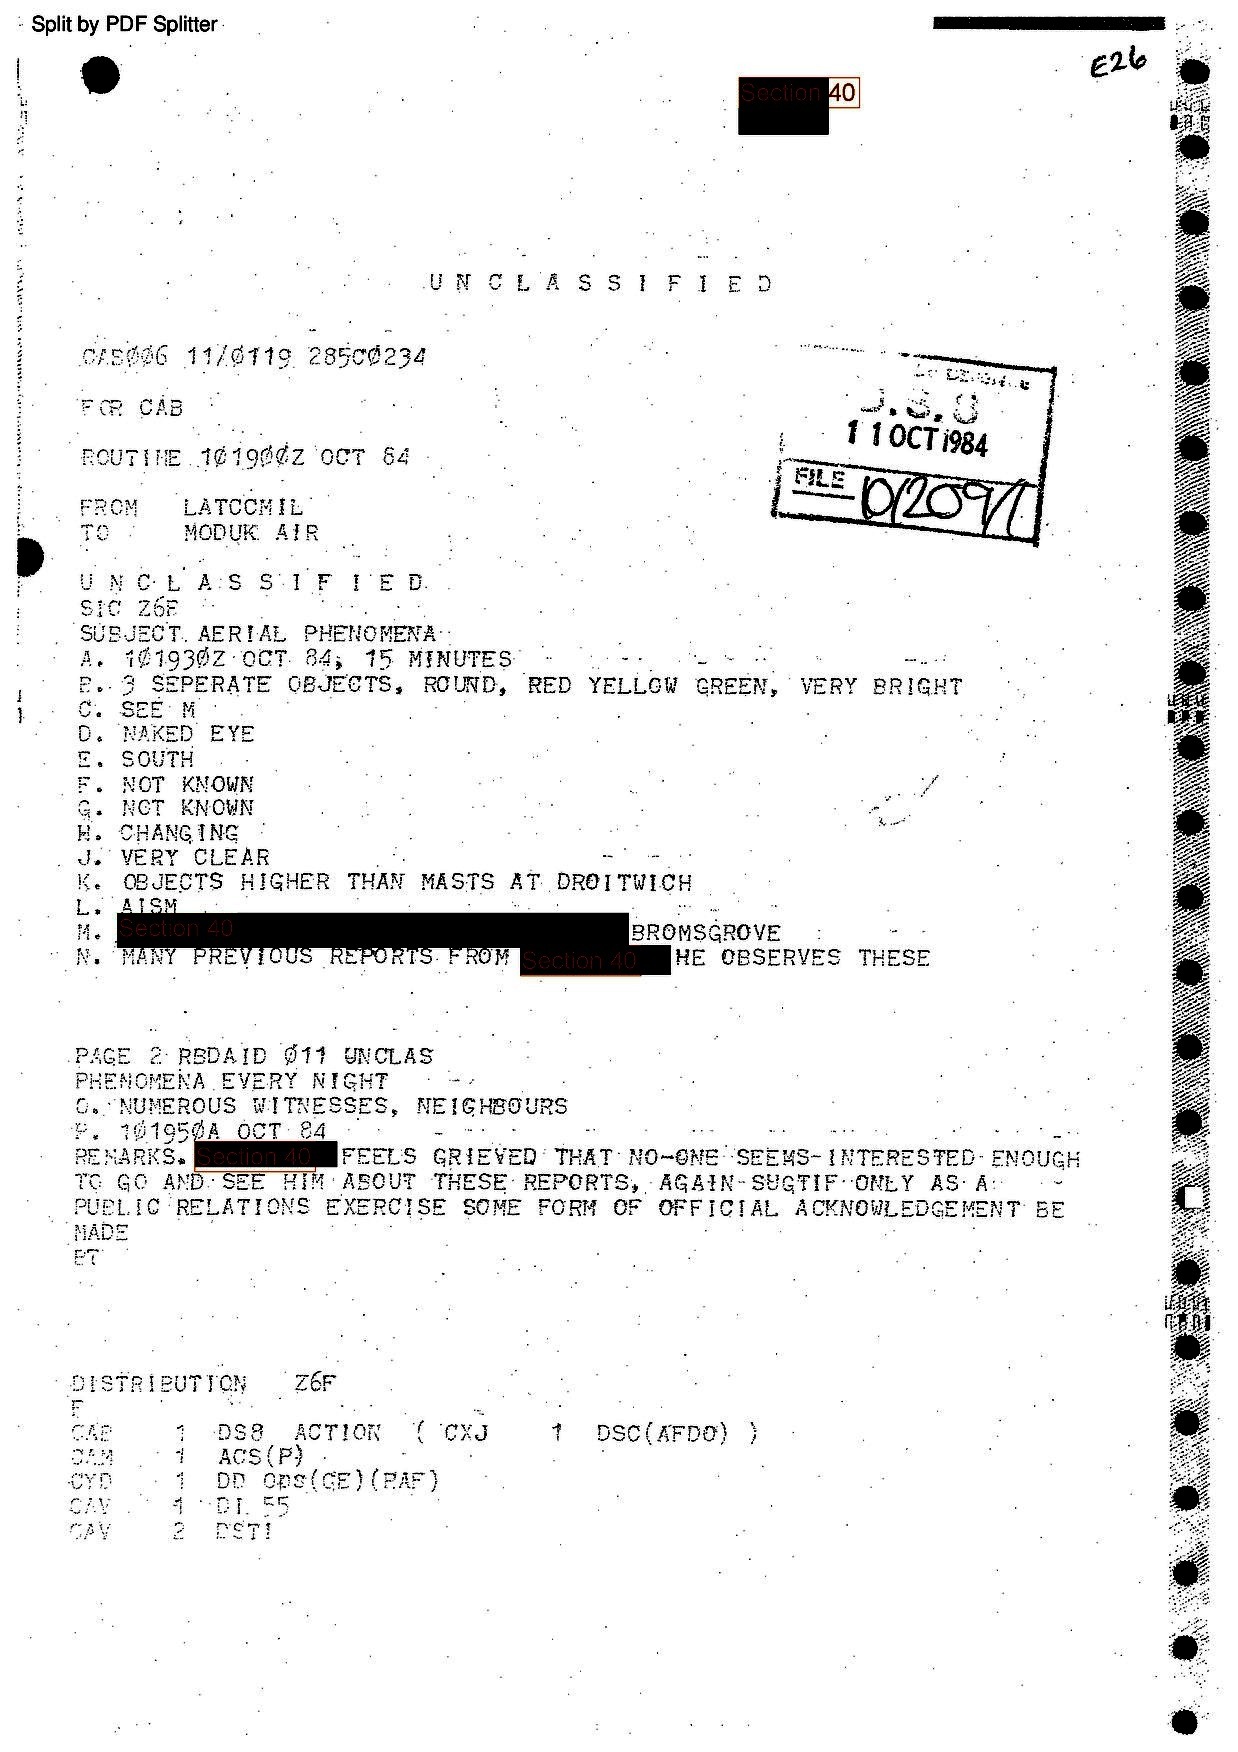 Split by PDF Splitter
E26
Section 40
UNCLASSIFIED
CAB006 11/0119 285C0234
FOR CAB
11 OCT 1984
ROUTINE 101900Z OCT 84
FILE D/209/1
FROM LATCCMIL
TO MODUK AIR
UNCLASSIFIED
SIC Z6F
SUBJECT AERIAL PHENOMENA
A. 101930Z OCT 84, 15 MINUTES
B. 3 SEPERATE OBJECTS, ROUND, RED YELLOW GREEN, VERY BRIGHT
C. SEE M
D. NAKED EYE
E. SOUTH
F. NOT KNOWN
G. NOT KNOWN
H. CHANGING
J. VERY CLEAR
K. OBJECTS HIGHER THAN MASTS AT DROITWICH
L. AISM
M. Section 40 BROMSGROVE
N. MANY PREVIOUS REPORTS FROM Section 40 HE OBSERVES THESE
PAGE 2 RBDAID 011 UNCLAS
PHENOMENA EVERY NIGHT
O. NUMEROUS WITNESSES, NEIGHBOURS
P. 101950A OCT 84
REMARKS. Section 40 FEELS GRIEVED THAT NO-ONE SEEMS INTERESTED ENOUGH
TO GO AND SEE HIM ABOUT THESE REPORTS, AGAIN SUGTIF ONLY AS A
PUBLIC RELATIONS EXERCISE SOME FORM OF OFFICIAL ACKNOWLEDGEMENT BE
MADE
BT
DISTRIBUTION Z6F
F
CAB 1 DS8 ACTION ( CXJ 1 DSC(AFDO) )
CAM 1 ACS(P)
CYD 1 DD Ops(GE)(RAF)
CAV 1 DI 55
CAV 2 DSTI